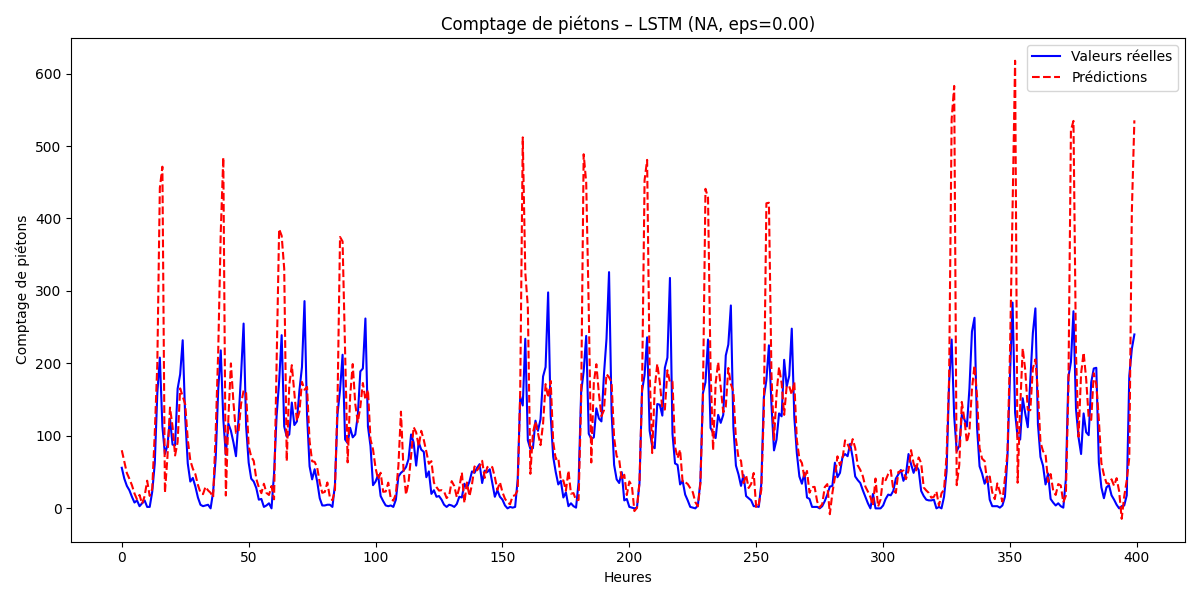 Comptage de piétons – LSTM (NA, eps=0.00)
Valeurs réelles
Prédictions
600
500
400
300
200
100
0
Comptage de piétons
0 50 100 150 200 250 300 350 400
Heures